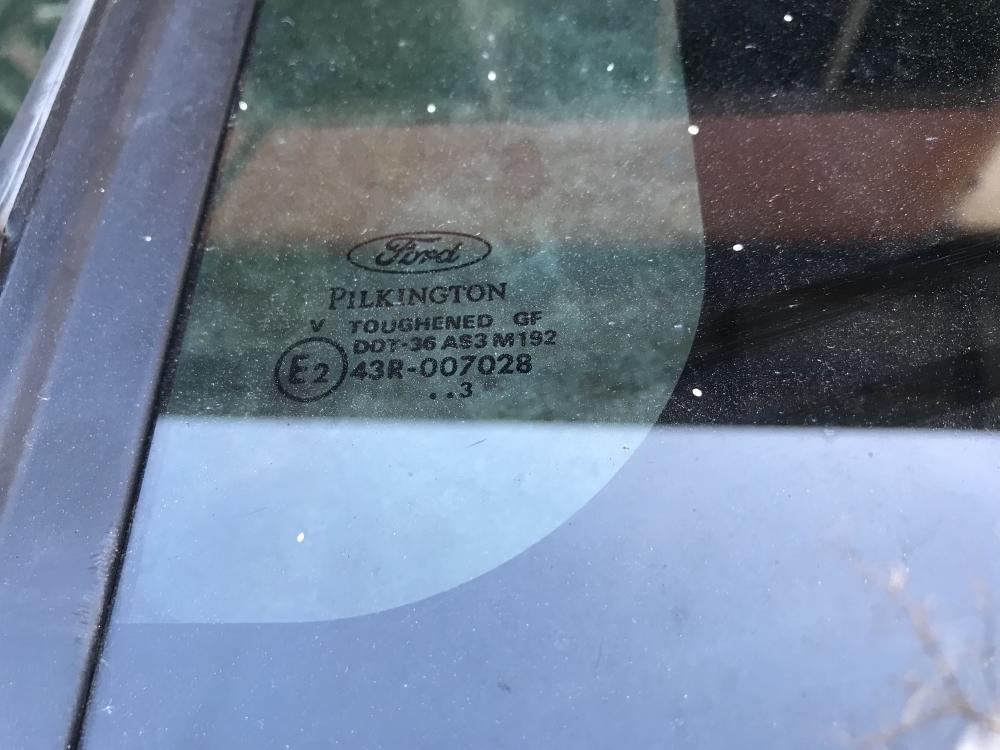 Ford
PILKINGTON
V TOUGHENED GF
DOT-36 AS3 M192
E2 43R-007028
..3